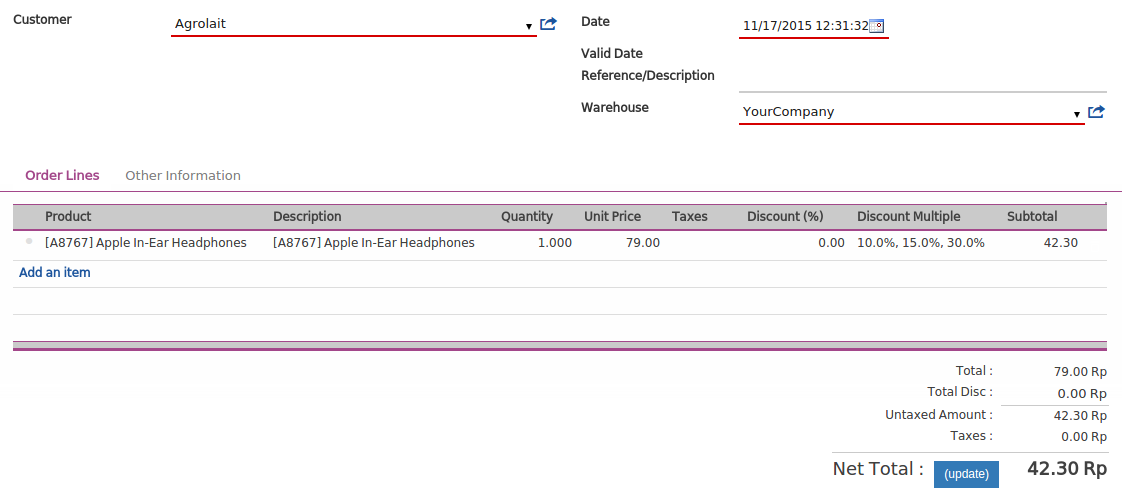 Customer
Agrolait
Date
11/17/2015 12:31:32
Valid Date
Reference/Description
Warehouse
YourCompany
Order Lines Other Information
Product Description Quantity Unit Price Taxes Discount (%) Discount Multiple Subtotal
[A8767] Apple In-Ear Headphones [A8767] Apple In-Ear Headphones 1.000 79.00 0.00 10.0%, 15.0%, 30.0% 42.30
Add an item
Total : 79.00 Rp
Total Disc : 0.00 Rp
Untaxed Amount : 42.30 Rp
Taxes : 0.00 Rp
Net Total : (update) 42.30 Rp